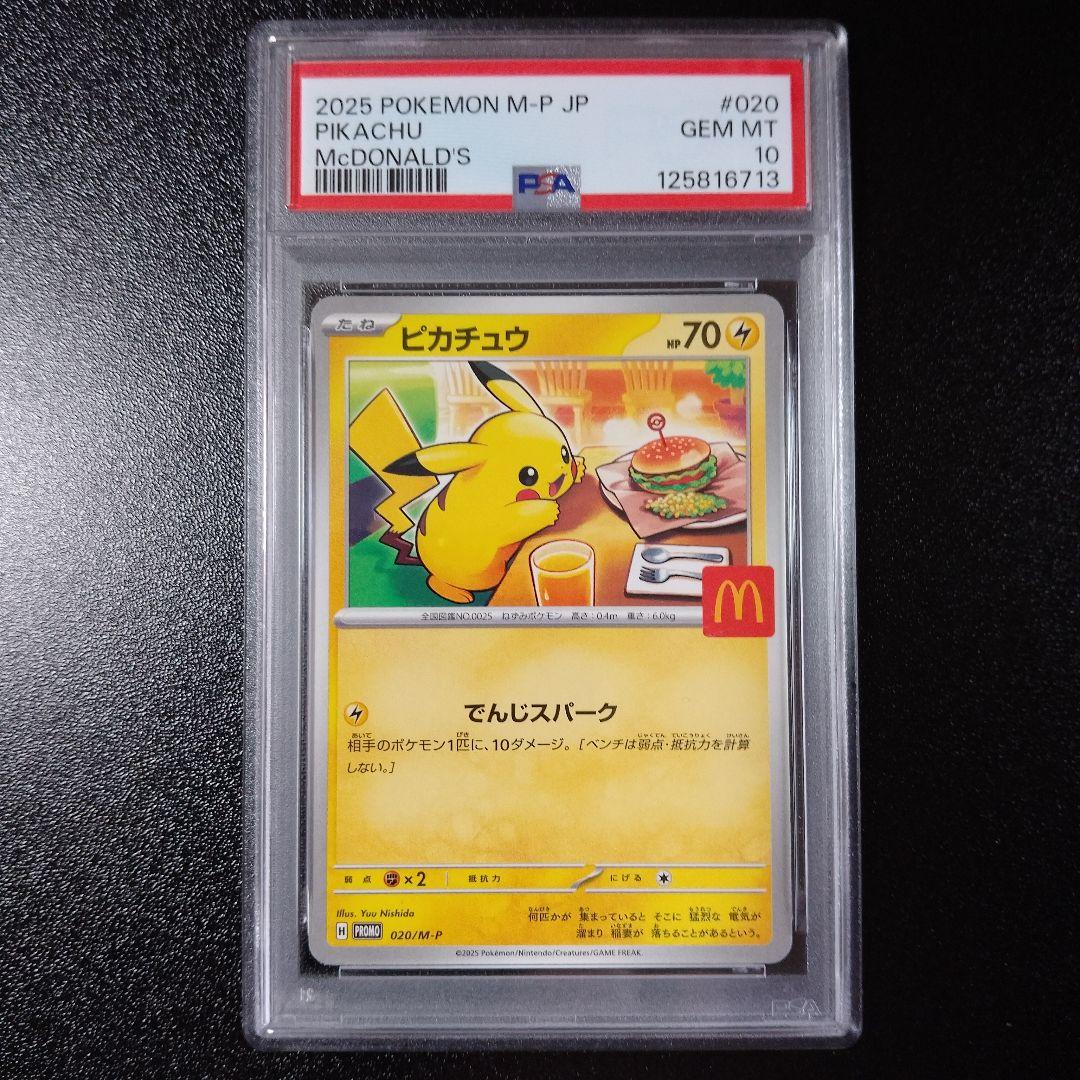 2025 POKEMON M-P JP #020
PIKACHU GEM MT
McDONALD'S 10
PSA 125816713
たね ピカチュウ HP70
M
全国図鑑NO.0025 ねずみポケモン 高さ:0.4m 重さ:6.0kg
でんじスパーク
相手のポケモン1匹に、10ダメージ。[ベンチは弱点・抵抗力を計算
しない。]
弱点 ×2 抵抗力 にげる
Illus. Yuu Nishida
何匹かが 集まっていると そこに 猛烈な 電気が
溜まり 稲妻が 落ちることがあるという。
H PROMO 020/M-P
©2025 Pokémon/Nintendo/Creatures/GAME FREAK.
PSA